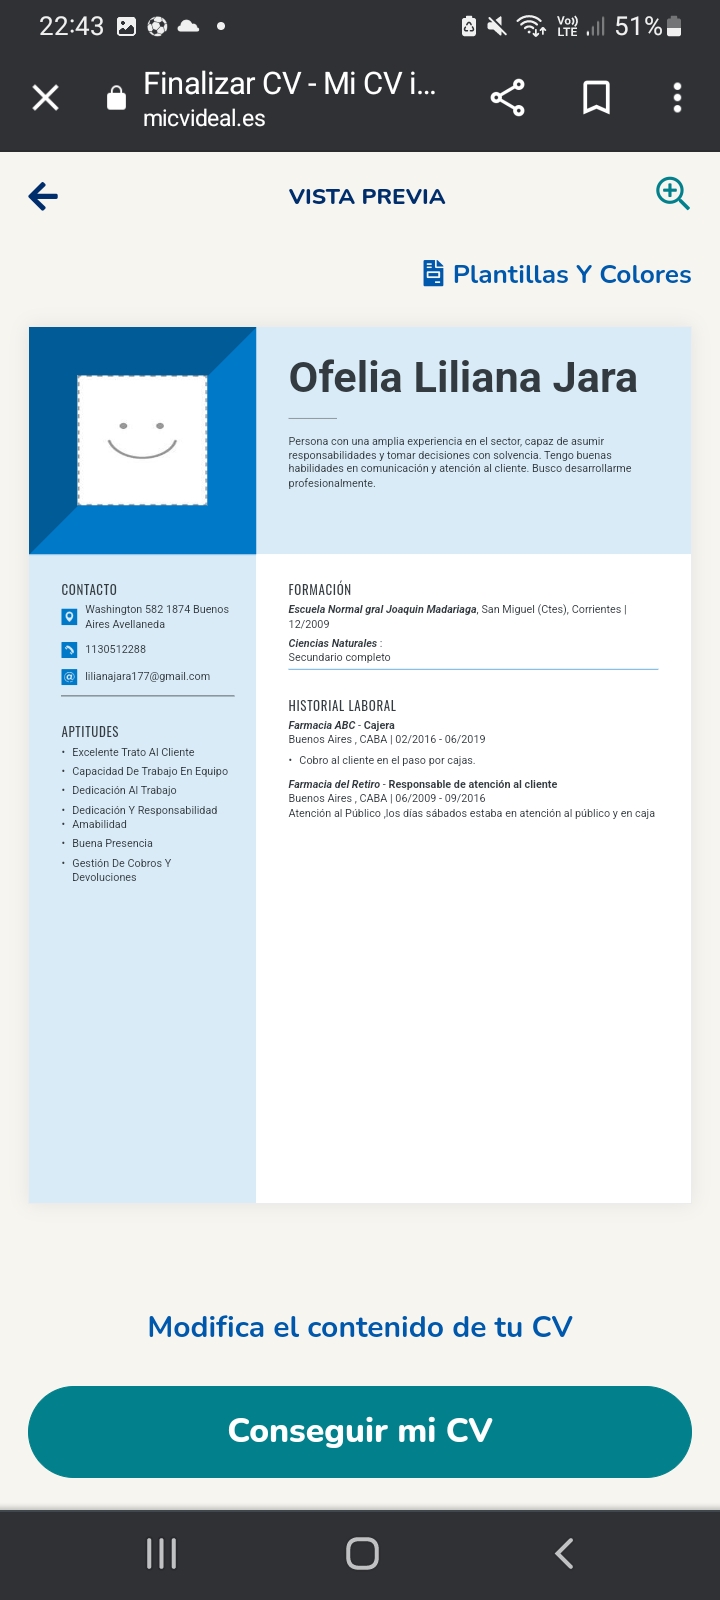 22:43
Vo)) LTE
51%
Finalizar CV - Mi CV i...
micvideal.es
VISTA PREVIA
Plantillas Y Colores
Ofelia Liliana Jara
Persona con una amplia experiencia en el sector, capaz de asumir
responsabilidades y tomar decisiones con solvencia. Tengo buenas
habilidades en comunicación y atención al cliente. Busco desarrollarme
profesionalmente.
CONTACTO
Washington 582 1874 Buenos
Aires Avellaneda
1130512288
lilianajara177@gmail.com
APTITUDES
• Excelente Trato Al Cliente
• Capacidad De Trabajo En Equipo
• Dedicación Al Trabajo
• Dedicación Y Responsabilidad
• Amabilidad
• Buena Presencia
• Gestión De Cobros Y
Devoluciones
FORMACIÓN
Escuela Normal gral Joaquin Madariaga, San Miguel (Ctes), Corrientes |
12/2009
Ciencias Naturales :
Secundario completo
HISTORIAL LABORAL
Farmacia ABC - Cajera
Buenos Aires , CABA | 02/2016 - 06/2019
• Cobro al cliente en el paso por cajas.
Farmacia del Retiro - Responsable de atención al cliente
Buenos Aires , CABA | 06/2009 - 09/2016
Atención al Público ,los días sábados estaba en atención al público y en caja
Modifica el contenido de tu CV
Conseguir mi CV